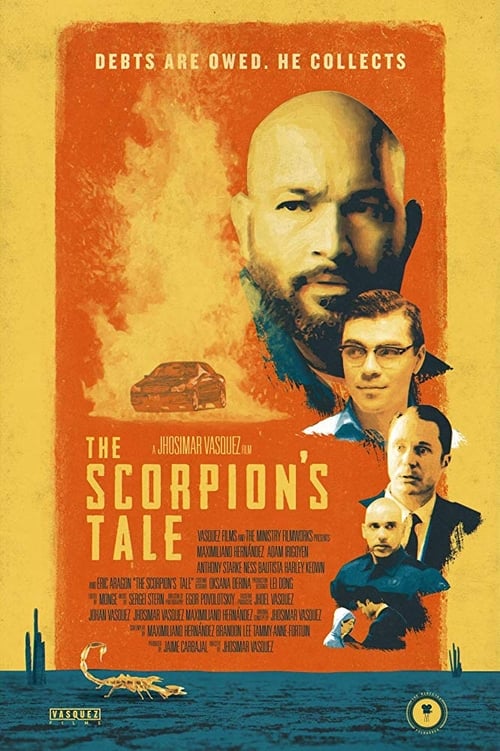 DEBTS ARE OWED. HE COLLECTS
A JHOSIMAR VASQUEZ FILM
THE
SCORPION'S
TALE
VASQUEZ FILMS AND THE MINISTRY FILMWORKS PRESENTS
MAXIMILIANO HERNÁNDEZ ADAM IRIGOYEN
ANTHONY STARKE NESS BAUTISTA HARLEY KEOWN
AND ERIC ARAGON "THE SCORPION'S TALE" OKSANA DERINA LEI DONG
MONGE SERGEI STERN EGOR POVOLOTSKIY JHOEL VASQUEZ
JOHAN VASQUEZ JHOSIMAR VASQUEZ MAXIMILIANO HERNÁNDEZ JHOSIMAR VASQUEZ
MAXIMILIANO HERNÁNDEZ BRANDON LEE TAMMY ANNE-FORTUIN
JAIME CARBAJAL JHOSIMAR VASQUEZ
VASQUEZ
FILMS